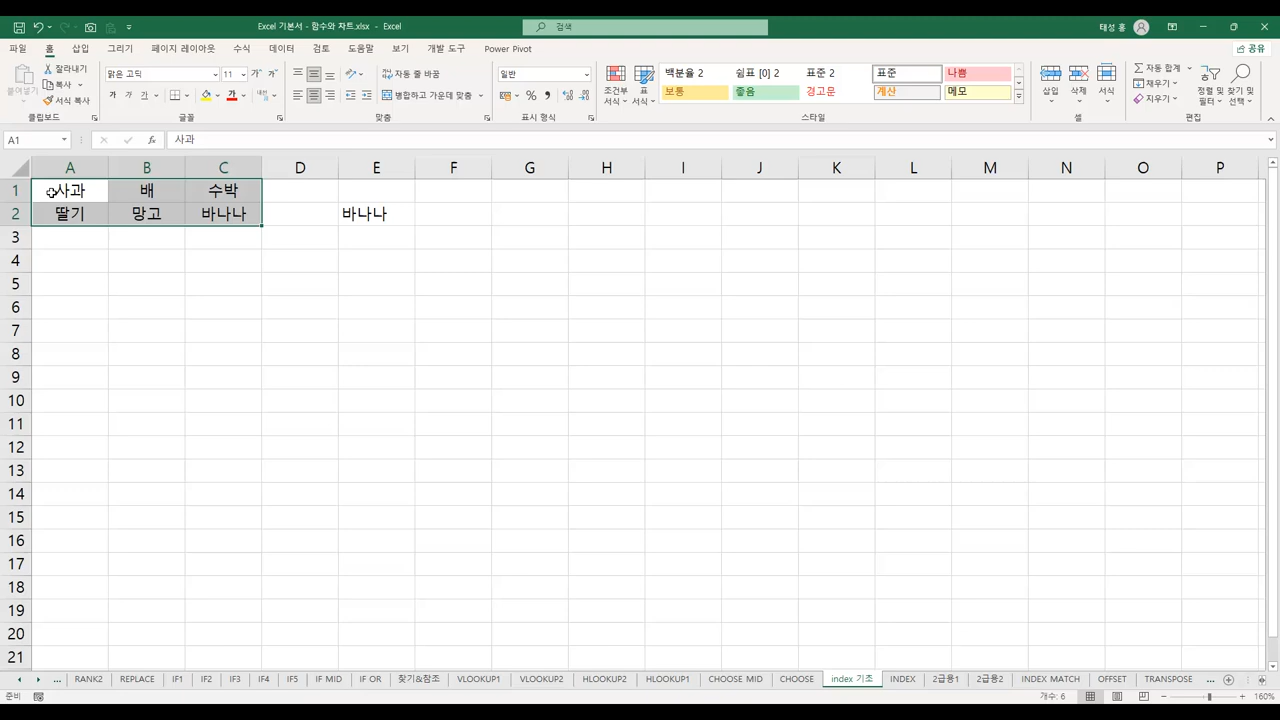 Excel 기본서 - 함수와 차트.xlsx - Excel
검색
태성 홍
파일 홈 삽입 그리기 페이지 레이아웃 수식 데이터 검토 도움말 보기 개발 도구 Power Pivot
공유
붙여넣기
잘라내기
복사
서식 복사
클립보드
맑은 고딕 11
가 가 가
글꼴
자동 줄 바꿈
병합하고 가운데 맞춤
맞춤
일반
표시 형식
조건부 서식
표 서식
백분율 2 쉼표 [0] 2 표준 2 표준 나쁨
보통 좋음 경고문 계산 메모
스타일
삽입 삭제 서식
셀
자동 합계
채우기
지우기
정렬 및 필터
찾기 및 선택
편집
A1 fx 사과
A B C D E F G H I J K L M N O P
1 사과 배 수박
2 딸기 망고 바나나 바나나
3
4
5
6
7
8
9
10
11
12
13
14
15
16
17
18
19
20
21
... RANK2 REPLACE IF1 IF2 IF3 IF4 IF5 IF MID IF OR 찾기&참조 VLOOKUP1 VLOOKUP2 HLOOKUP2 HLOOKUP1 CHOOSE MID CHOOSE index 기초 INDEX 2급용1 2급용2 INDEX MATCH OFFSET TRANSPOSE ...
준비
개수: 6
160%